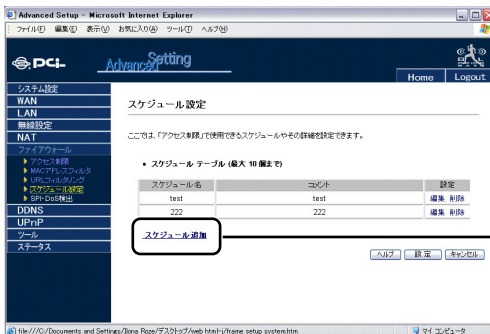 Advanced Setup - Microsoft Internet Explorer
ファイル(F) 編集(E) 表示(V) お気に入り(A) ツール(T) ヘルプ(H)
PCi
Advanced Setting
Home Logout
システム設定
WAN
LAN
無線設定
NAT
ファイアウォール
アクセス制限
MACアドレスフィルタ
URLフィルタリング
スケジュール設定
SPI・DoS検出
DDNS
UPnP
ツール
ステータス
スケジュール設定
ここでは、「アクセス制限」で使用できるスケジュールやその詳細を設定できます。
• スケジュール テーブル (最大 10 個まで)
スケジュール名 コメント 設定
test test 編集 削除
222 222 編集 削除
スケジュール追加
ヘルプ 設定 キャンセル
file:///C:/Documents and Settings/Ilona Roze/デスクトップ/web html-i/frame setup system.htm
マイ コンピュータ